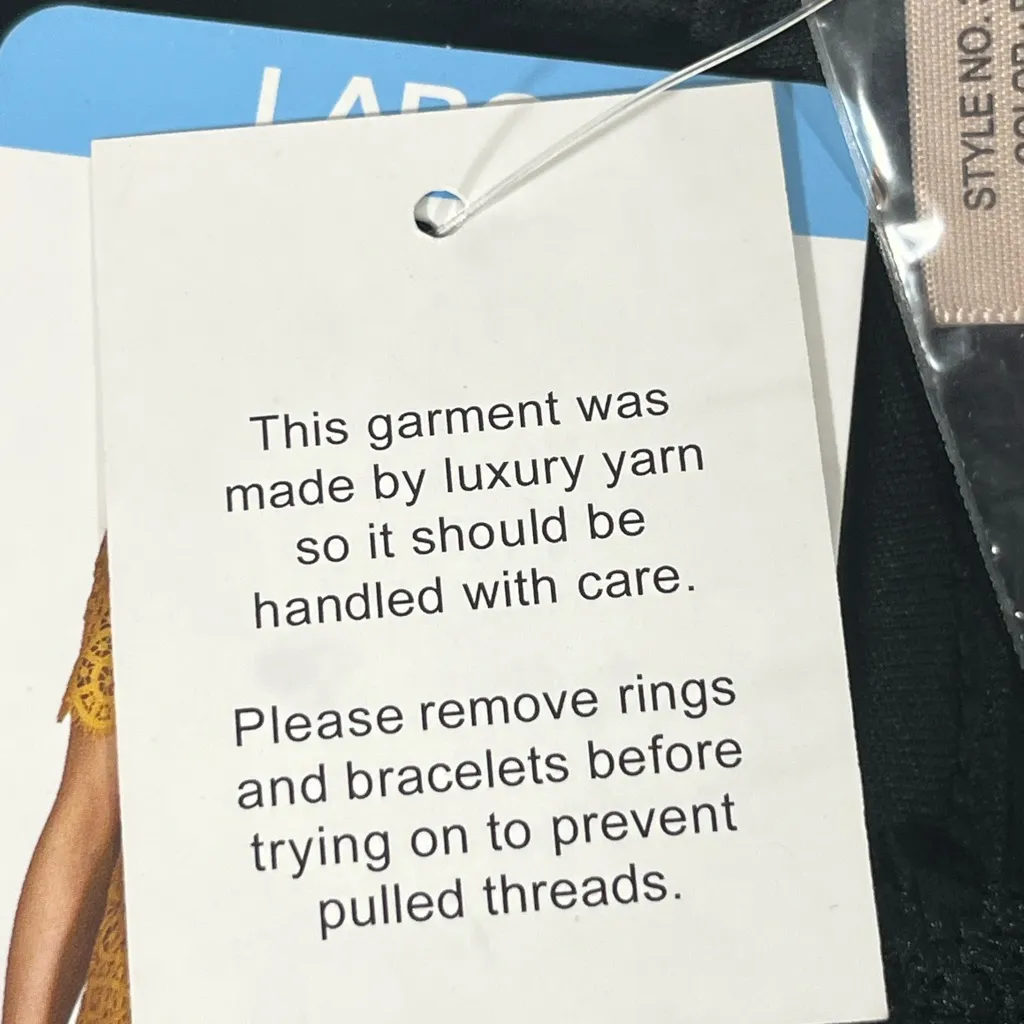 This garment was
made by luxury yarn
so it should be
handled with care.
Please remove rings
and bracelets before
trying on to prevent
pulled threads.
STYLE NO.